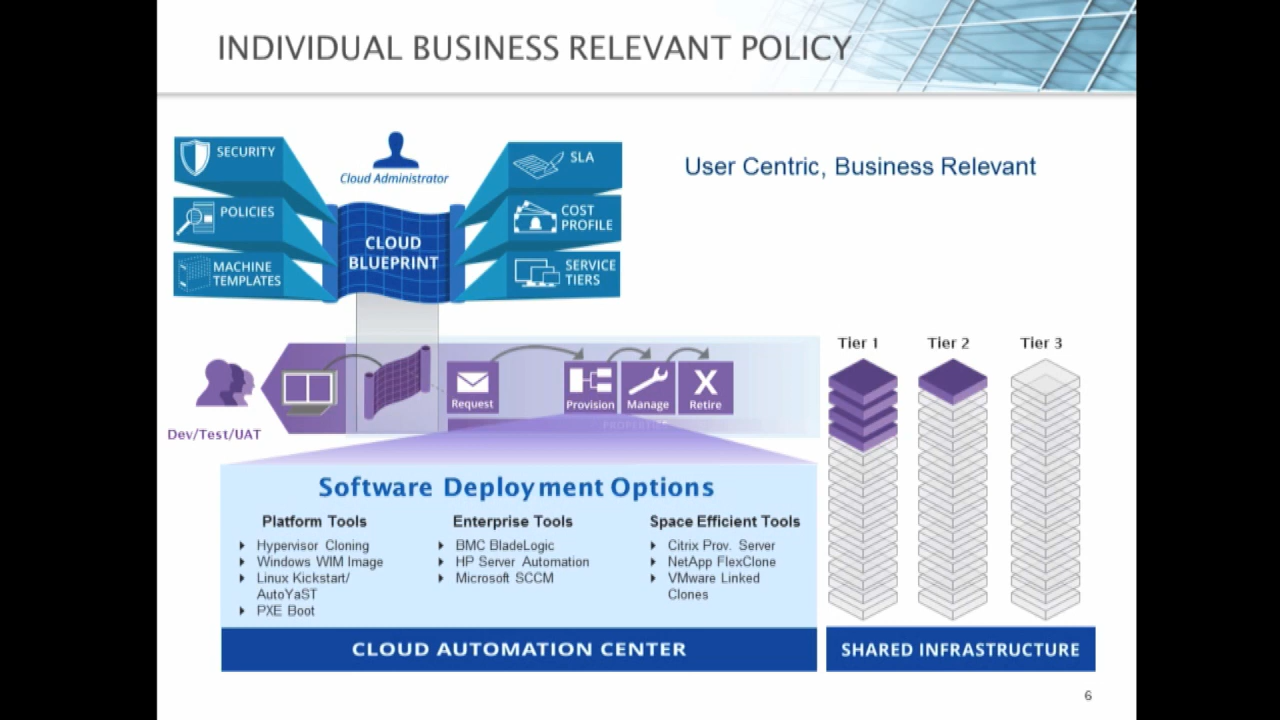 INDIVIDUAL BUSINESS RELEVANT POLICY
SECURITY
POLICIES
MACHINE
TEMPLATES
Cloud Administrator
CLOUD
BLUEPRINT
SLA
COST
PROFILE
SERVICE
TIERS
User Centric, Business Relevant
Dev/Test/UAT
Request
Provision
Manage
Retire
Tier 1
Tier 2
Tier 3
Software Deployment Options
Platform Tools
Hypervisor Cloning
Windows WIM Image
Linux Kickstart/
AutoYaST
PXE Boot
Enterprise Tools
BMC BladeLogic
HP Server Automation
Microsoft SCCM
Space Efficient Tools
Citrix Prov. Server
NetApp FlexClone
VMware Linked
Clones
CLOUD AUTOMATION CENTER
SHARED INFRASTRUCTURE
6